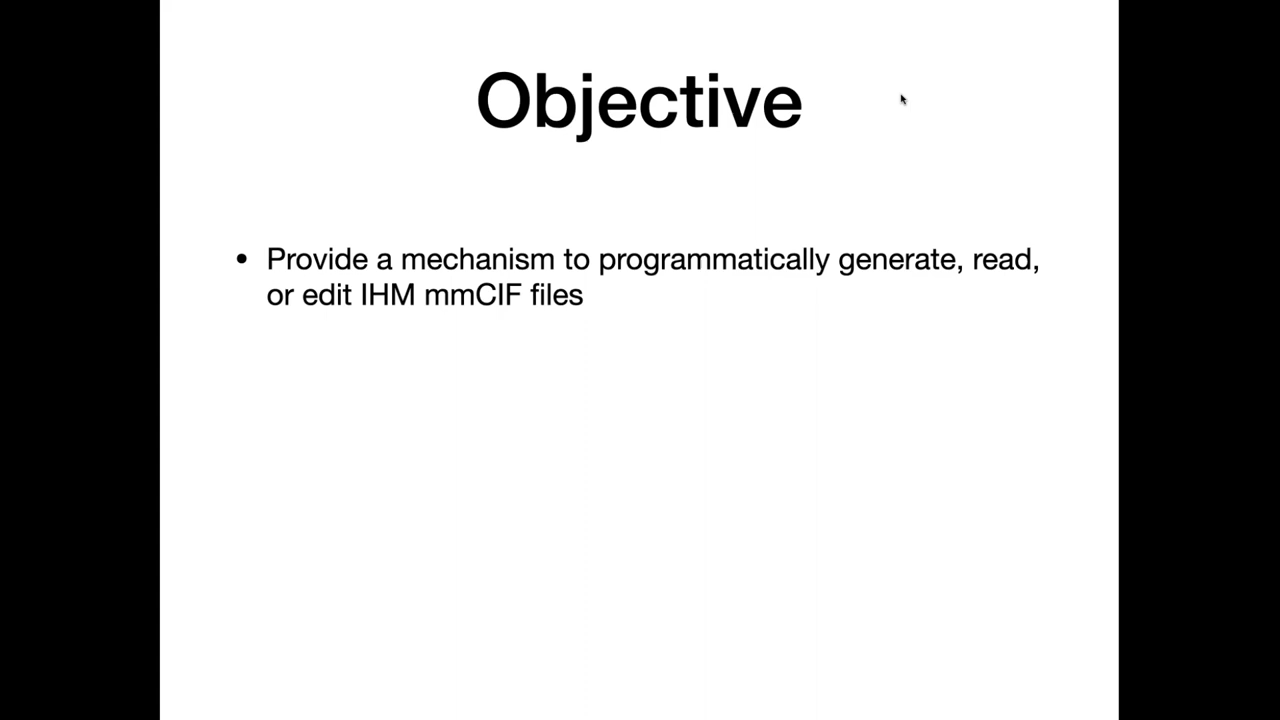 Objective
• Provide a mechanism to programmatically generate, read,
or edit IHM mmCIF files